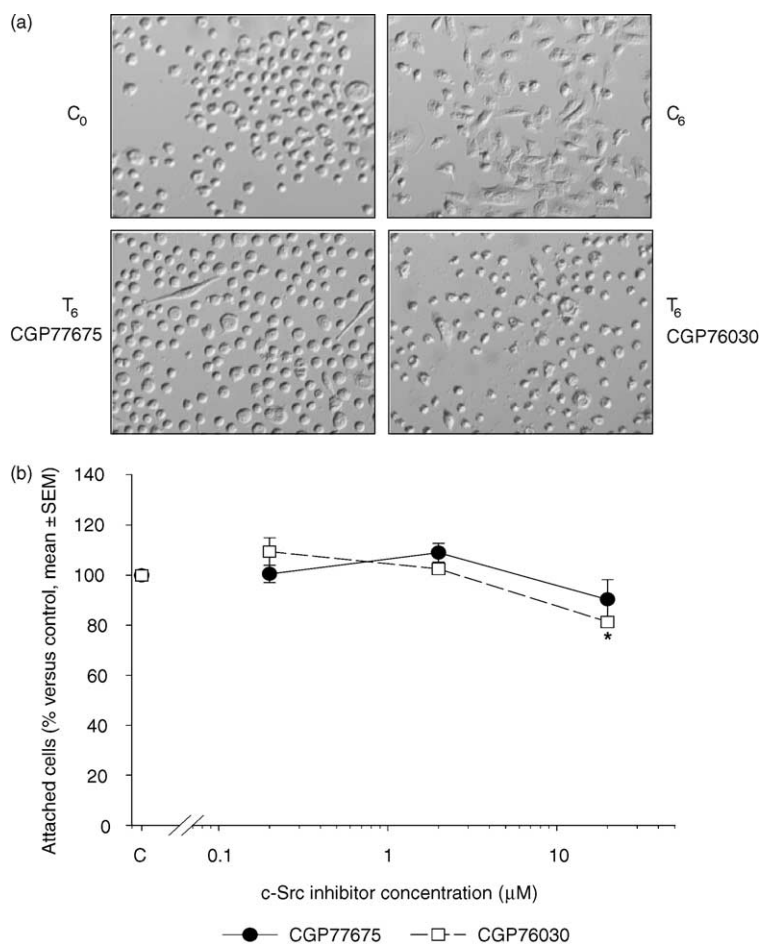 (a)
C₀
C₆
T₆
CGP77675
T₆
CGP76030
(b)
Attached cells (% versus control, mean ±SEM)
140
120
100
80
60
40
20
0
*
C
0.1
1
10
c-Src inhibitor concentration (μM)
CGP77675
CGP76030